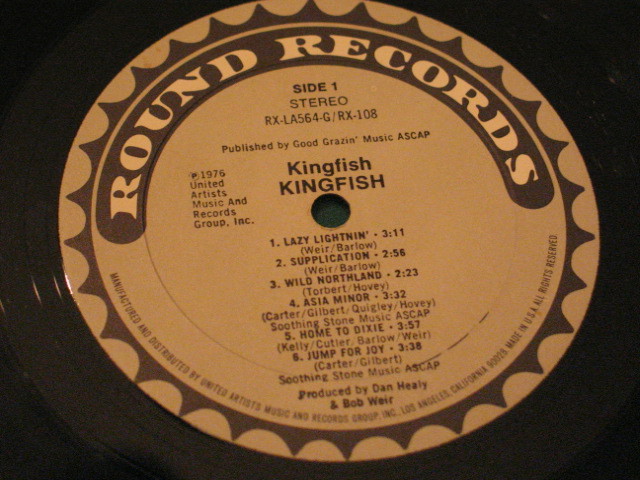 ROUND RECORDS
SIDE 1
STEREO
RX-LA564-G/RX-108
Published by Good Grazin' Music ASCAP
℗1976
United
Artists
Music And
Records
Group, Inc.
Kingfish
KINGFISH
1. LAZY LIGHTNIN' · 3:11
(Weir/Barlow)
2. SUPPLICATION · 2:56
(Weir/Barlow)
3. WILD NORTHLAND · 2:23
(Torbert/Hovey)
4. ASIA MINOR · 3:32
(Carter/Gilbert/Quigley/Hovey)
Soothing Stone Music ASCAP
5. HOME TO DIXIE · 3:57
(Kelly/Cutler, Barlow/Weir)
6. JUMP FOR JOY · 3:38
(Carter/Gilbert)
Soothing Stone Music ASCAP
Produced by Dan Healy
& Bob Weir
MANUFACTURED AND DISTRIBUTED BY UNITED ARTISTS MUSIC AND RECORDS GROUP, INC., LOS ANGELES, CALIFORNIA 90028 MADE IN U.S.A. ALL RIGHTS RESERVED